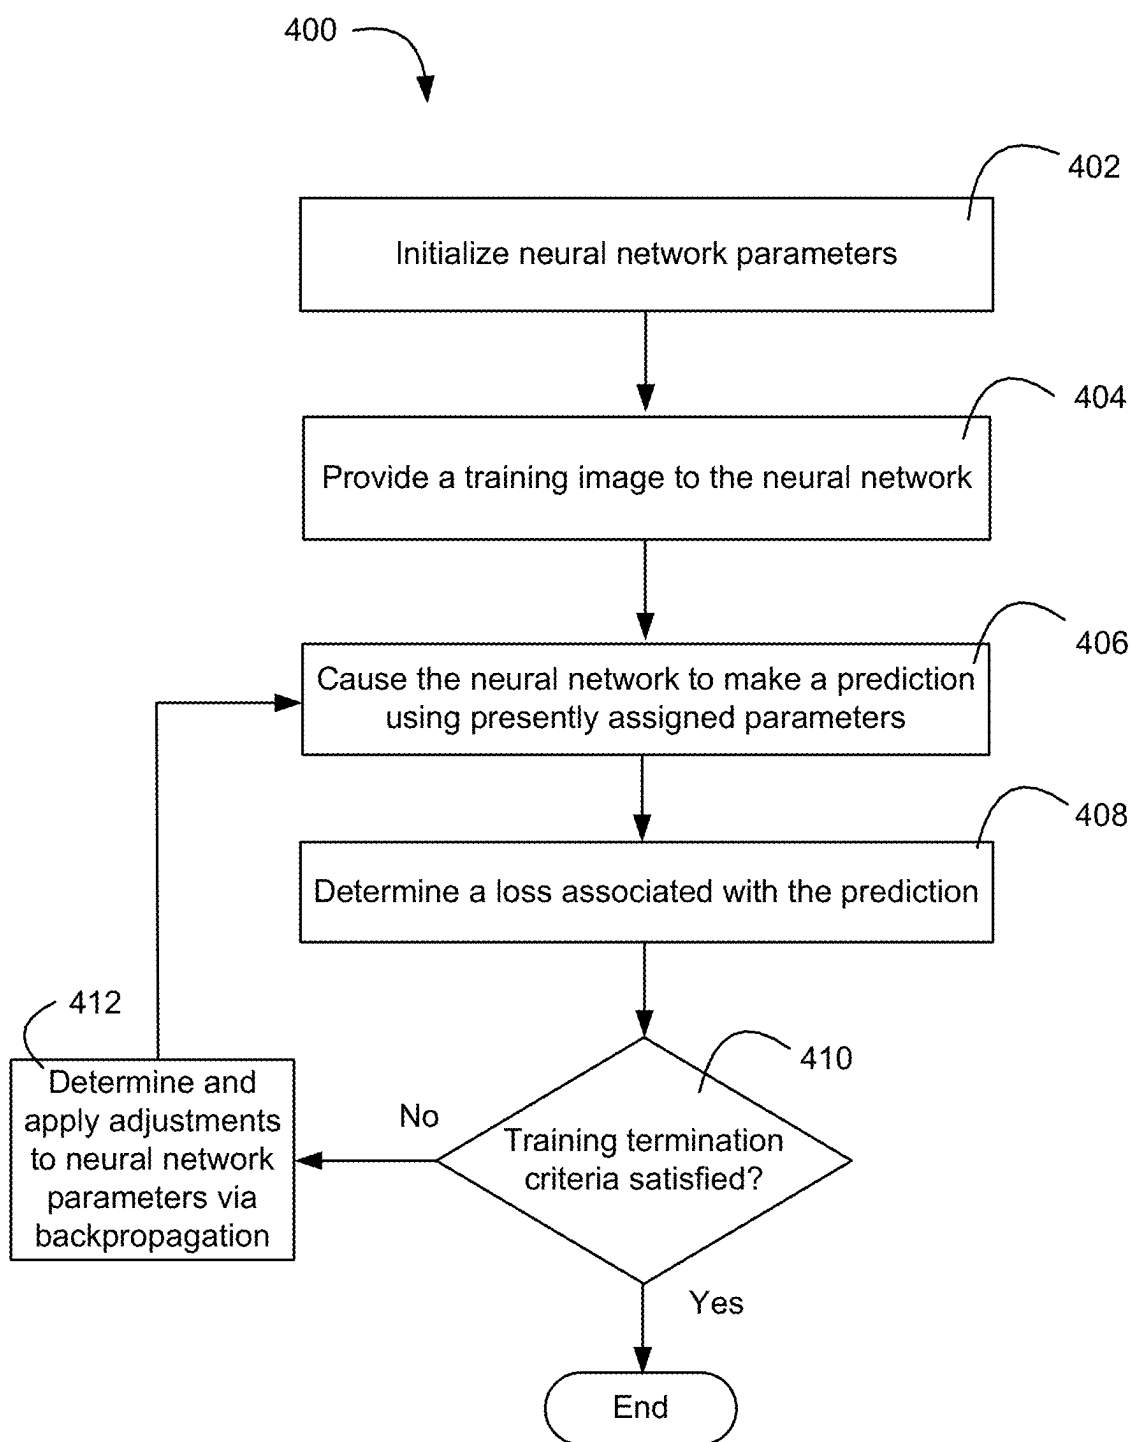 400
402
Initialize neural network parameters
404
Provide a training image to the neural network
406
Cause the neural network to make a prediction
using presently assigned parameters
408
Determine a loss associated with the prediction
412
Determine and
apply adjustments
to neural network
parameters via
backpropagation
No
410
Training termination
criteria satisfied?
Yes
End